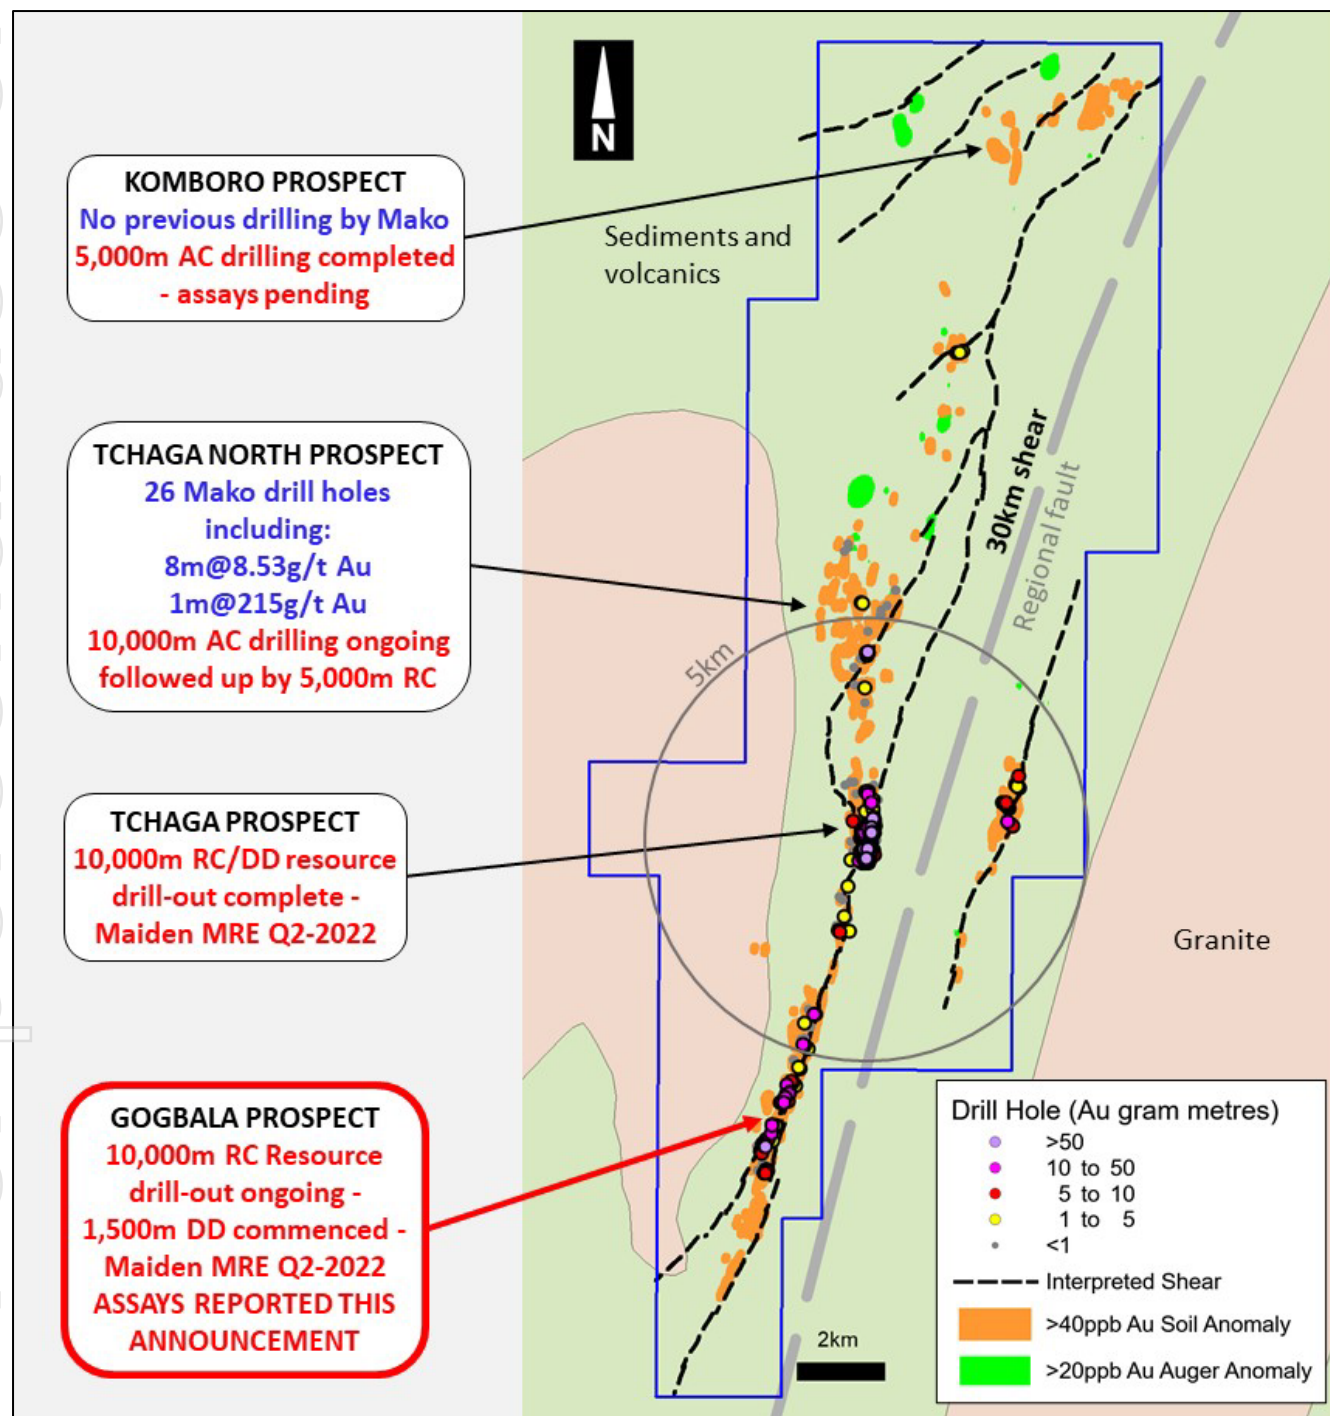 N
KOMBORO PROSPECT
No previous drilling by Mako
5,000m AC drilling completed
- assays pending
Sediments and
volcanics
TCHAGA NORTH PROSPECT
26 Mako drill holes
including:
8m@8.53g/t Au
1m@215g/t Au
10,000m AC drilling ongoing
followed up by 5,000m RC
30km shear
Regional fault
5km
TCHAGA PROSPECT
10,000m RC/DD resource
drill-out complete -
Maiden MRE Q2-2022
Granite
GOGBALA PROSPECT
10,000m RC Resource
drill-out ongoing -
1,500m DD commenced -
Maiden MRE Q2-2022
ASSAYS REPORTED THIS
ANNOUNCEMENT
2km
Drill Hole (Au gram metres)
>50
10 to 50
5 to 10
1 to 5
<1
Interpreted Shear
>40ppb Au Soil Anomaly
>20ppb Au Auger Anomaly